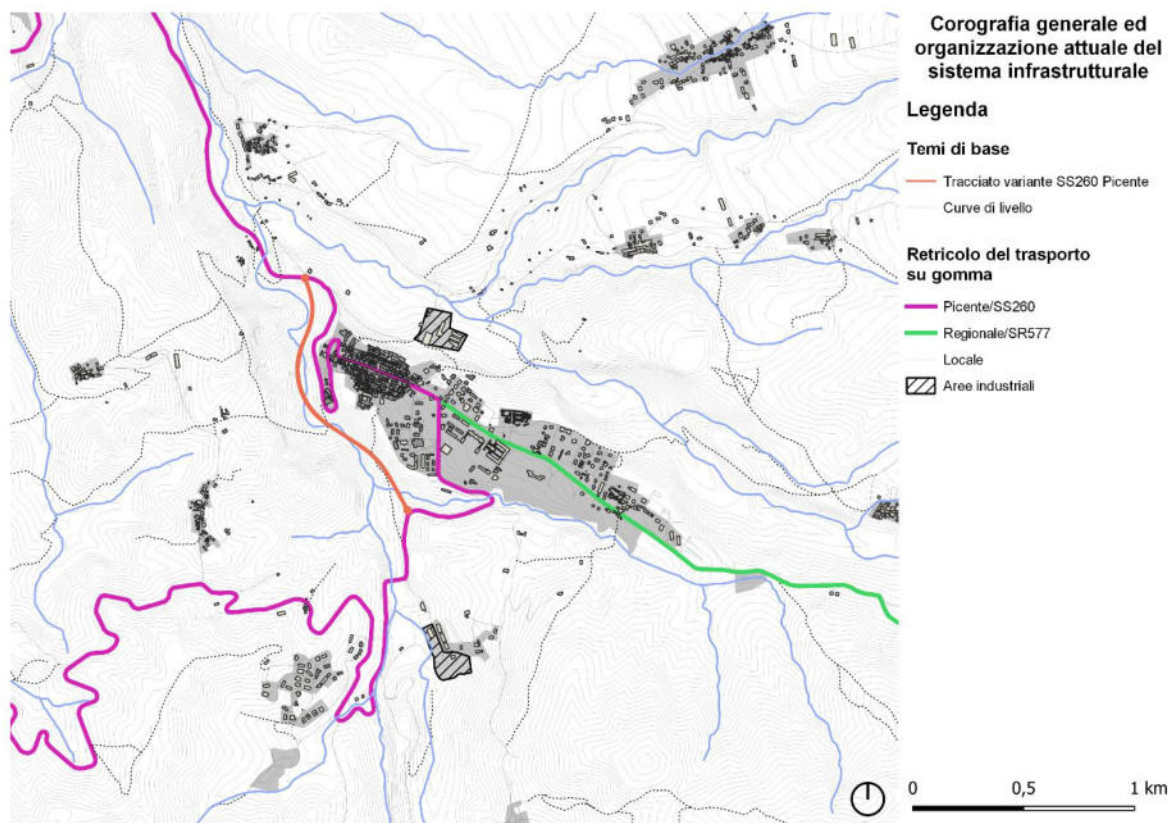 Corografia generale ed
organizzazione attuale del
sistema infrastrutturale
Legenda
Temi di base
Tracciato variante SS260 Picente
Curve di livello
Retricolo del trasporto
su gomma
Picente/SS260
Regionale/SR577
Locale
Aree industriali
0 0,5 1 km